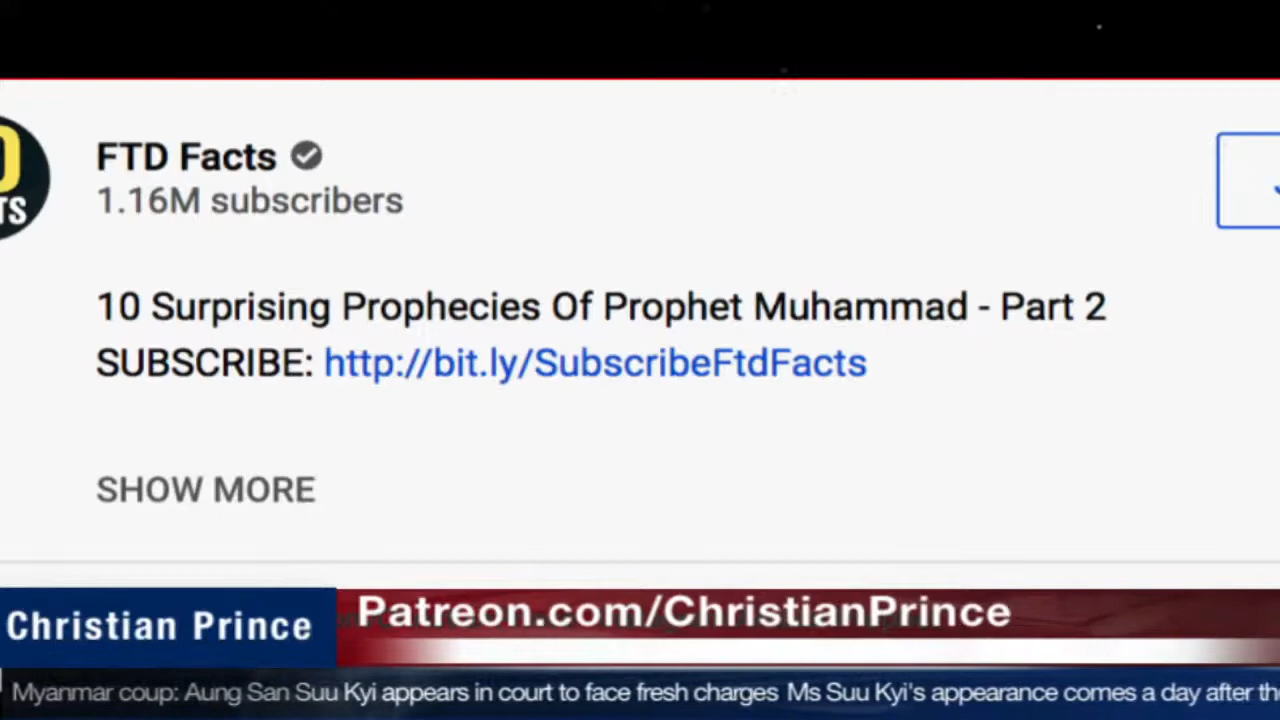 FTD Facts
1.16M subscribers
10 Surprising Prophecies Of Prophet Muhammad - Part 2
SUBSCRIBE: http://bit.ly/SubscribeFtdFacts
SHOW MORE
Christian Prince
Patreon.com/ChristianPrince
Myanmar coup: Aung San Suu Kyi appears in court to face fresh charges Ms Suu Kyi's appearance comes a day after the